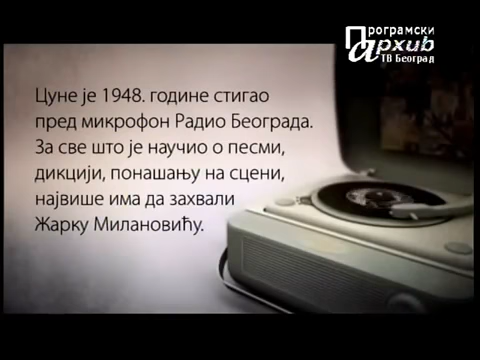 Програмски
архив
ТВ Београд
Цуне је 1948. године стигао
пред микрофон Радио Београда.
За све што је научио о песми,
дикцији, понашању на сцени,
највише има да захвали
Жарку Милановићу.